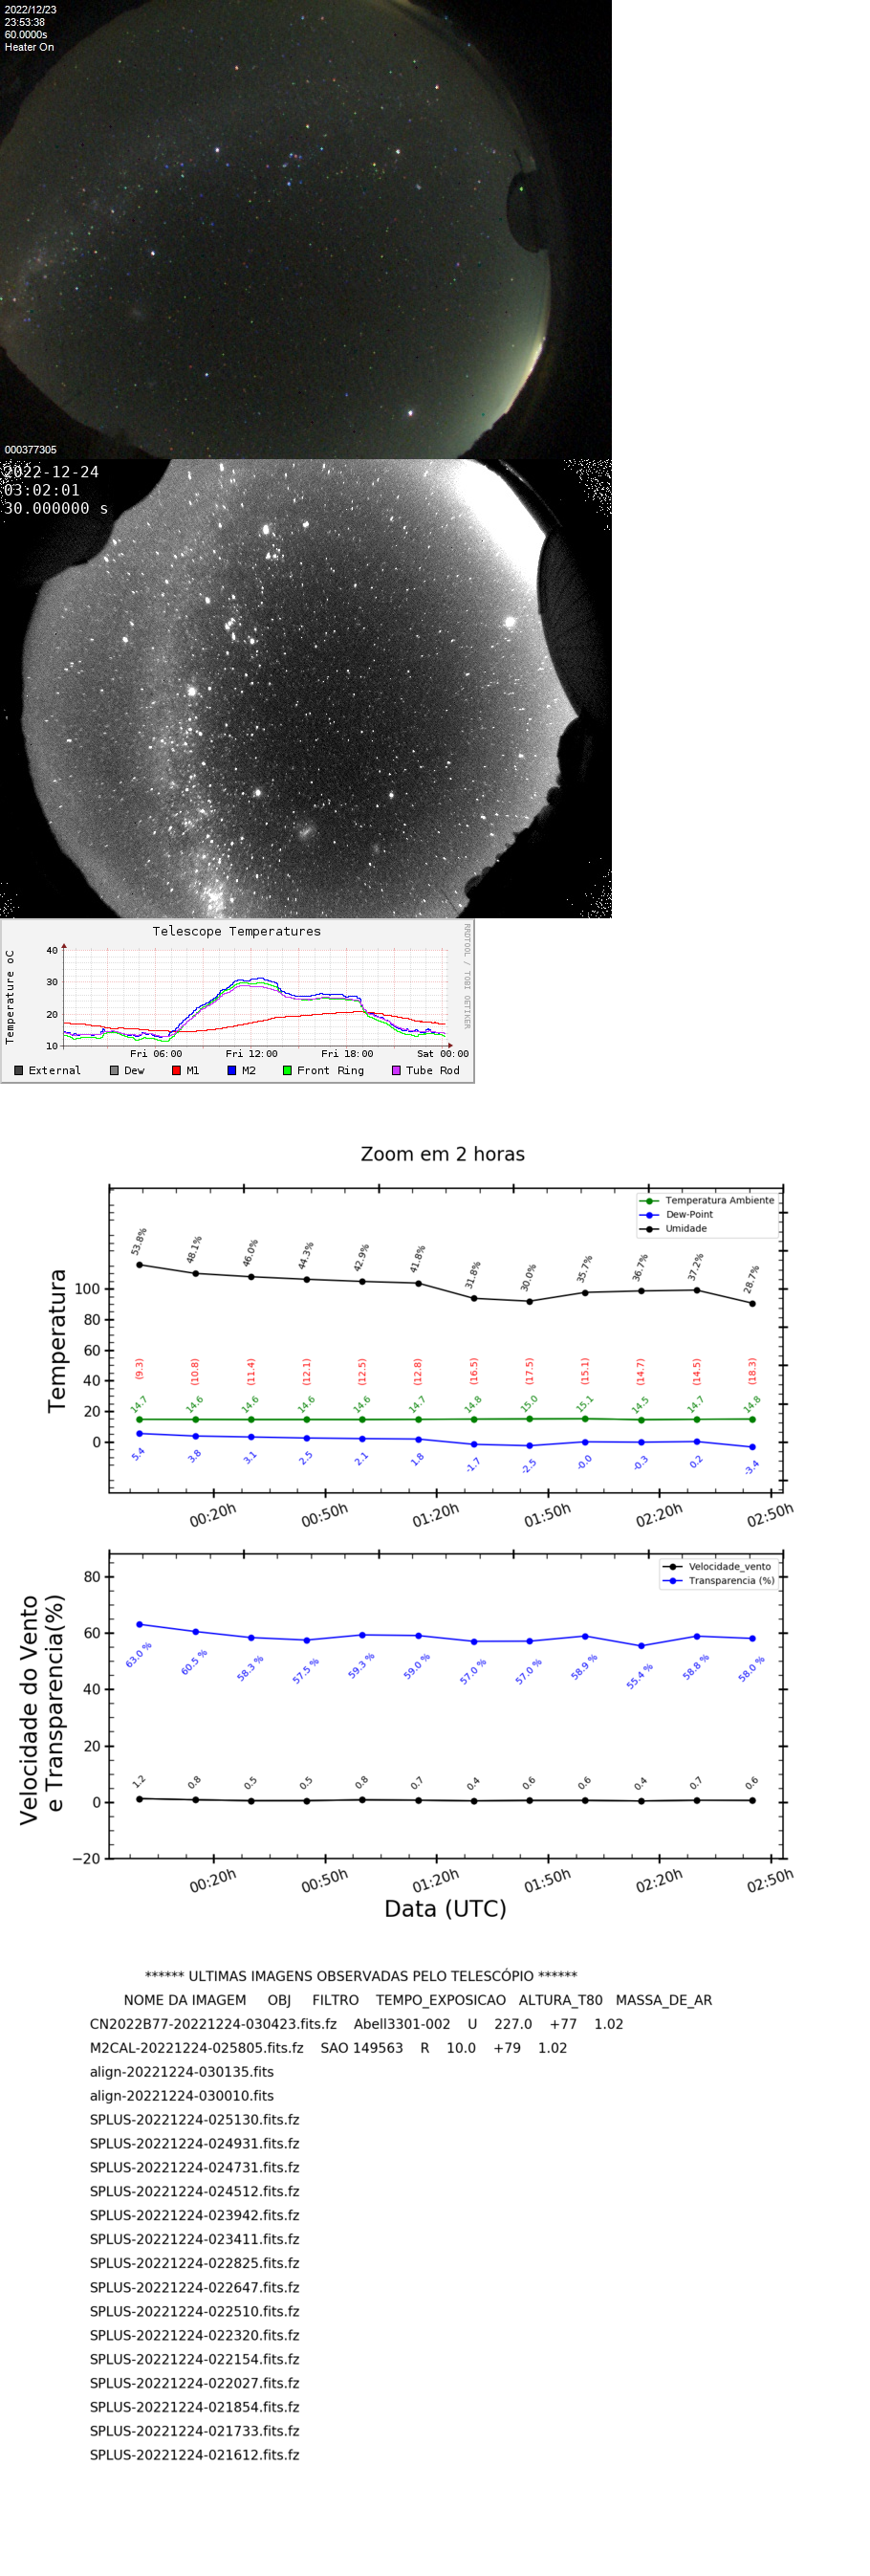 2022/12/23
23:53:38
60.0000s
Heater On
000377305
2022-12-24
03:02:01
30.000000 s
Telescope Temperatures
RRDTOOL / TOBI OETIKER
Temperature oC
40
30
20
10
Fri 06:00 Fri 12:00 Fri 18:00 Sat 00:00
External Dew M1 M2 Front Ring Tube Rod
Zoom em 2 horas
Temperatura
Temperatura Ambiente
Dew-Point
Umidade
53.8% 48.1% 46.0% 44.3% 42.9% 41.8% 31.8% 30.0% 35.7% 36.7% 37.2% 28.7%
100
80
60
40
20
0
(9.3) (10.8) (11.4) (12.1) (12.5) (12.8) (16.5) (17.5) (15.1) (14.7) (14.5) (18.3)
14.7 14.6 14.6 14.6 14.6 14.7 14.8 15.0 15.1 14.5 14.7 14.8
5.4 3.8 3.1 2.5 2.1 1.8 -1.7 -2.5 -0.0 -0.3 0.2 -3.4
00:20h 00:50h 01:20h 01:50h 02:20h 02:50h
Velocidade do Vento
e Transparencia(%)
Velocidade_vento
Transparencia (%)
80
60
40
20
0
−20
63.0 % 60.5 % 58.3 % 57.5 % 59.3 % 59.0 % 57.0 % 57.0 % 58.9 % 55.4 % 58.8 % 58.0 %
1.2 0.8 0.5 0.5 0.8 0.7 0.4 0.6 0.6 0.4 0.7 0.6
00:20h 00:50h 01:20h 01:50h 02:20h 02:50h
Data (UTC)
****** ULTIMAS IMAGENS OBSERVADAS PELO TELESCÓPIO ******
NOME DA IMAGEM OBJ FILTRO TEMPO_EXPOSICAO ALTURA_T80 MASSA_DE_AR
CN2022B77-20221224-030423.fits.fz Abell3301-002 U 227.0 +77 1.02
M2CAL-20221224-025805.fits.fz SAO 149563 R 10.0 +79 1.02
align-20221224-030135.fits
align-20221224-030010.fits
SPLUS-20221224-025130.fits.fz
SPLUS-20221224-024931.fits.fz
SPLUS-20221224-024731.fits.fz
SPLUS-20221224-024512.fits.fz
SPLUS-20221224-023942.fits.fz
SPLUS-20221224-023411.fits.fz
SPLUS-20221224-022825.fits.fz
SPLUS-20221224-022647.fits.fz
SPLUS-20221224-022510.fits.fz
SPLUS-20221224-022320.fits.fz
SPLUS-20221224-022154.fits.fz
SPLUS-20221224-022027.fits.fz
SPLUS-20221224-021854.fits.fz
SPLUS-20221224-021733.fits.fz
SPLUS-20221224-021612.fits.fz